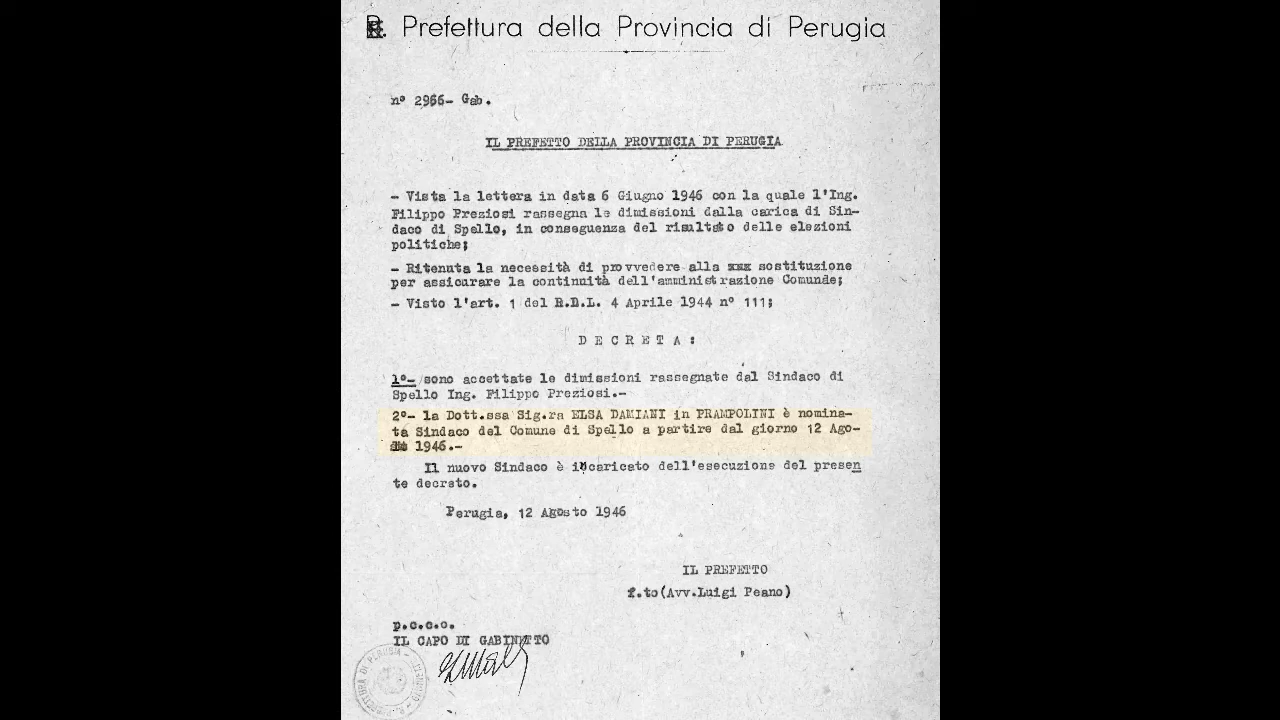 R. Prefettura della Provincia di Perugia
nº 2966- Gab.
IL PREFETTO DELLA PROVINCIA DI PERUGIA
- Vista la lettera in data 6 Giugno 1946 con la quale l'Ing.
Filippo Preziosi rassegna le dimissioni dalla carica di Sin-
daco di Spello, in conseguenza del risultato delle elezioni
politiche;
- Ritenuta la necessità di provvedere alla xxx sostituzione
per assicurare la continuità dell'amministrazione Comunde;
- Visto l'art. 1 del R.D.L. 4 Aprile 1944 nº 111;
D E C R E T A :
1º- sono accettate le dimissioni rassegnate dal Sindaco di
Spello Ing. Filippo Preziosi.-
2º- la Dott.ssa Sig.ra ELSA DAMIANI in PRAMPOLINI è nomina-
ta Sindaco del Comune di Spello a partire dal giorno 12 Ago-
1946.-
Il nuovo Sindaco è incaricato dell'esecuzione del presen
te decreto.
Perugia, 12 Agosto 1946
IL PREFETTO
f.to(Avv.Luigi Peano)
p.c.c.o.
IL CAPO DI GABINETTO
PREFETTURA DI PERUGIA